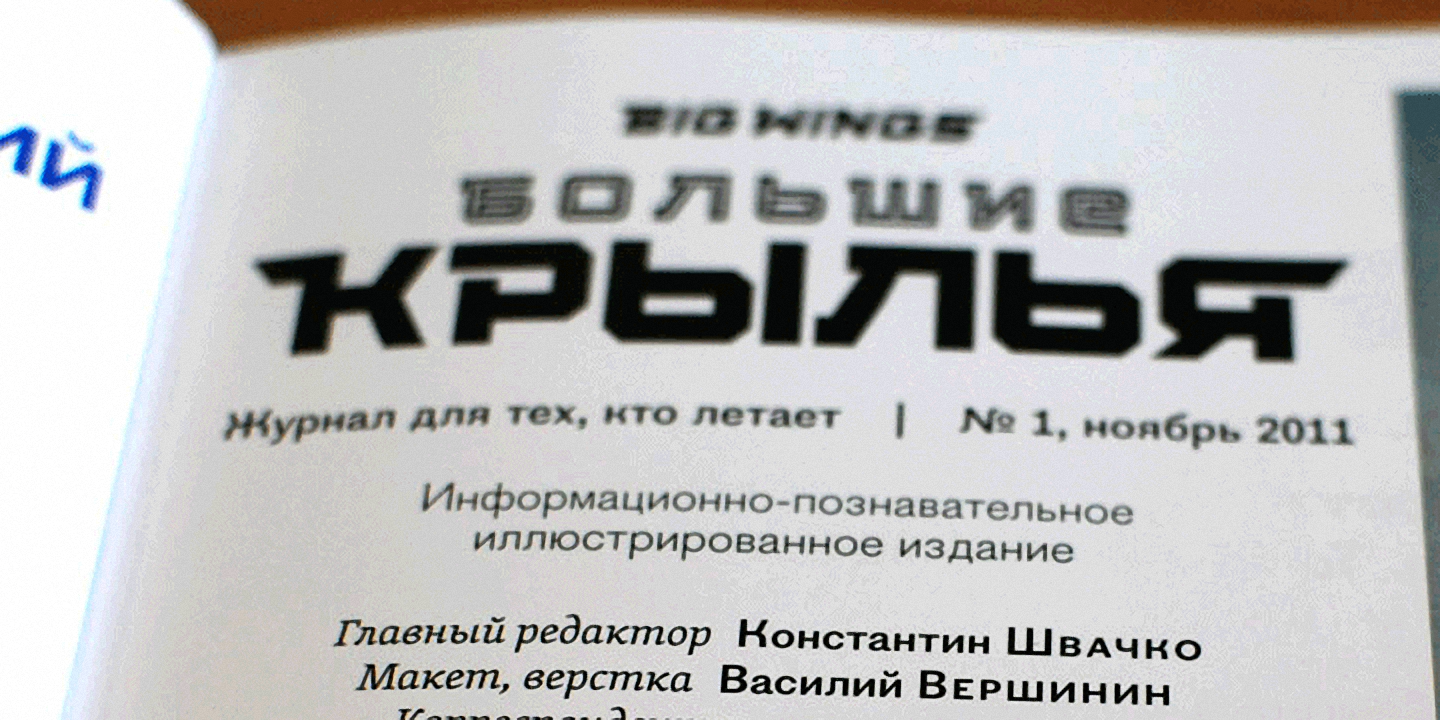 BIG WINGS
БОЛЬШИЕ
КРЫЛЬЯ
Журнал для тех, кто летает | № 1, ноябрь 2011
Информационно-познавательное
иллюстрированное издание
Главный редактор Константин ШВАЧКО
Макет, верстка Василий ВЕРШИНИН